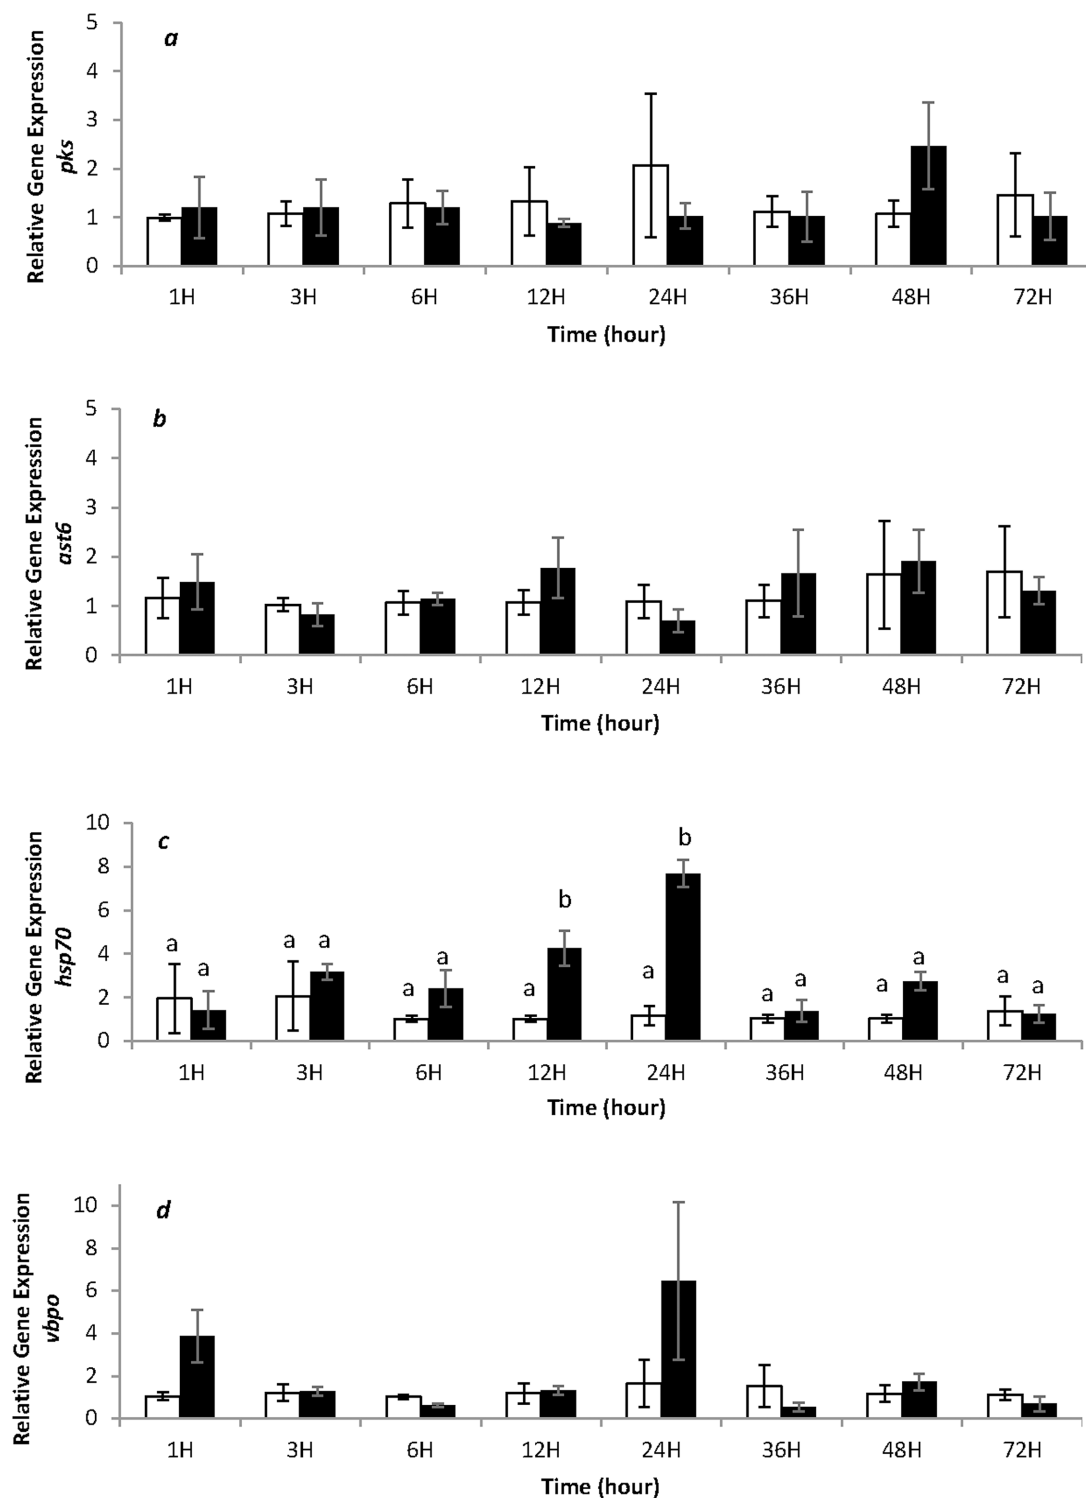 Relative Gene Expression
pks
a
5
4
3
2
1
0
1H 3H 6H 12H 24H 36H 48H 72H
Time (hour)
Relative Gene Expression
ast6
b
5
4
3
2
1
0
1H 3H 6H 12H 24H 36H 48H 72H
Time (hour)
Relative Gene Expression
hsp70
c
10
8
6
4
2
0
a a a a a a a b a b a a a a a a
1H 3H 6H 12H 24H 36H 48H 72H
Time (hour)
Relative Gene Expression
vbpo
d
10
8
6
4
2
0
1H 3H 6H 12H 24H 36H 48H 72H
Time (hour)